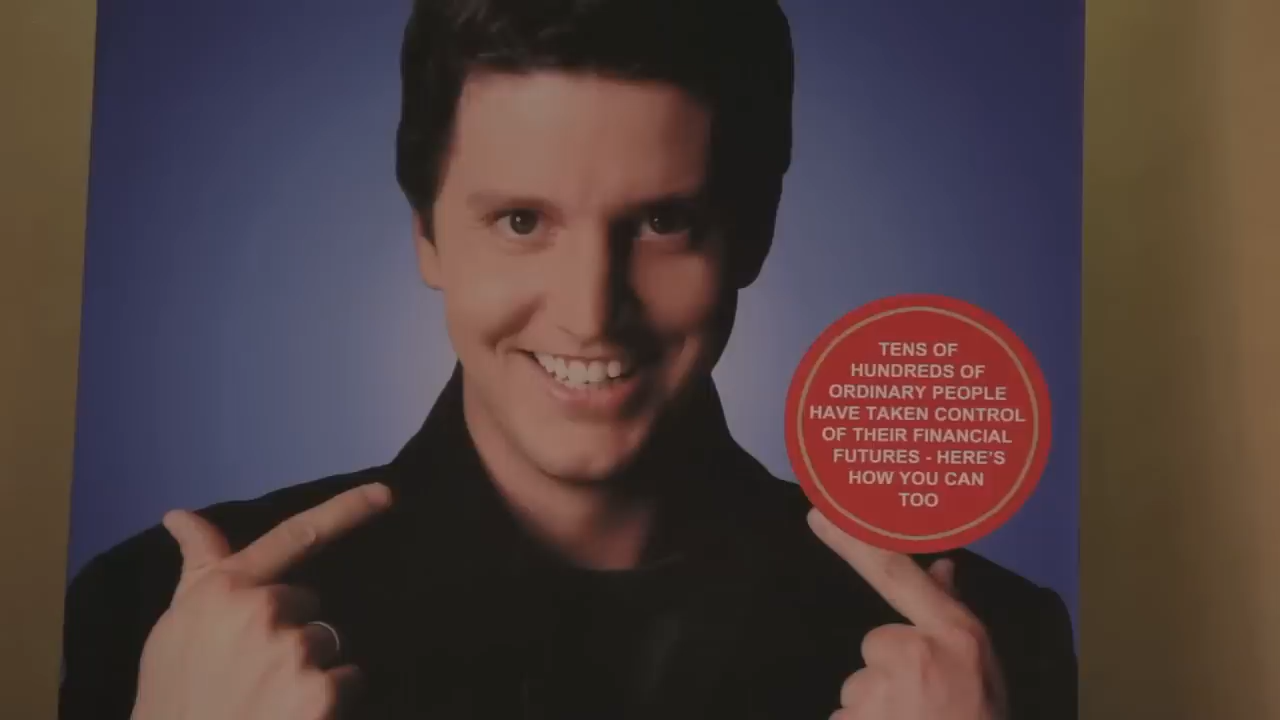 TENS OF
HUNDREDS OF
ORDINARY PEOPLE
HAVE TAKEN CONTROL
OF THEIR FINANCIAL
FUTURES - HERE'S
HOW YOU CAN
TOO